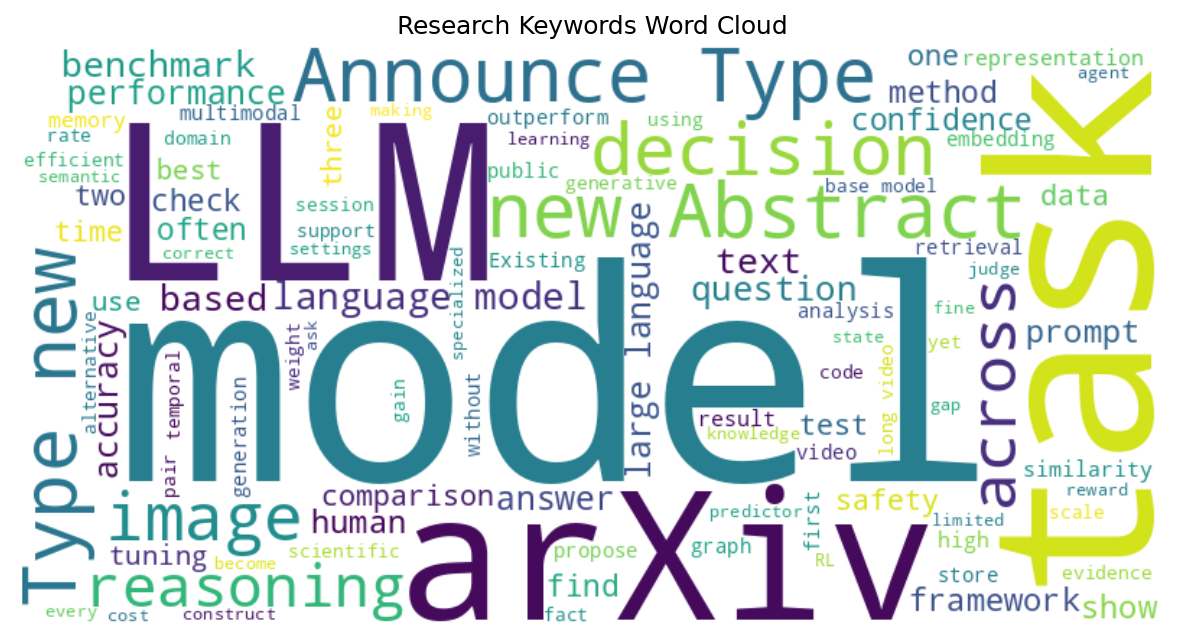 Research Keywords Word Cloud
benchmark
Announce Type
one
representation
agent
performance
method
memory
multimodal
making
outperform
using
confidence
rate
domain
three
learning
decision
embedding
efficient
semantic
best
public
generative
base model
data
two
check
LLM
new Abstract
task
time
often
session
support
settings
correct
Existing
text
retrieval
judge
Type new
use
based
language model
specialized
large language
question
analysis
across
fine
prompt
alternative
accuracy
model
weight
ask
state
yet
pair
temporal
generation
gain
without
code
long video
gap
result
knowledge
test
video
similarity
comparison
answer
safety
reward
image
human
arXiv
predictor
first
limited
scale
tuning
become
scientific
propose
graph
RL
high
reasoning
find
store
evidence
every
cost
construct
fact
framework
show